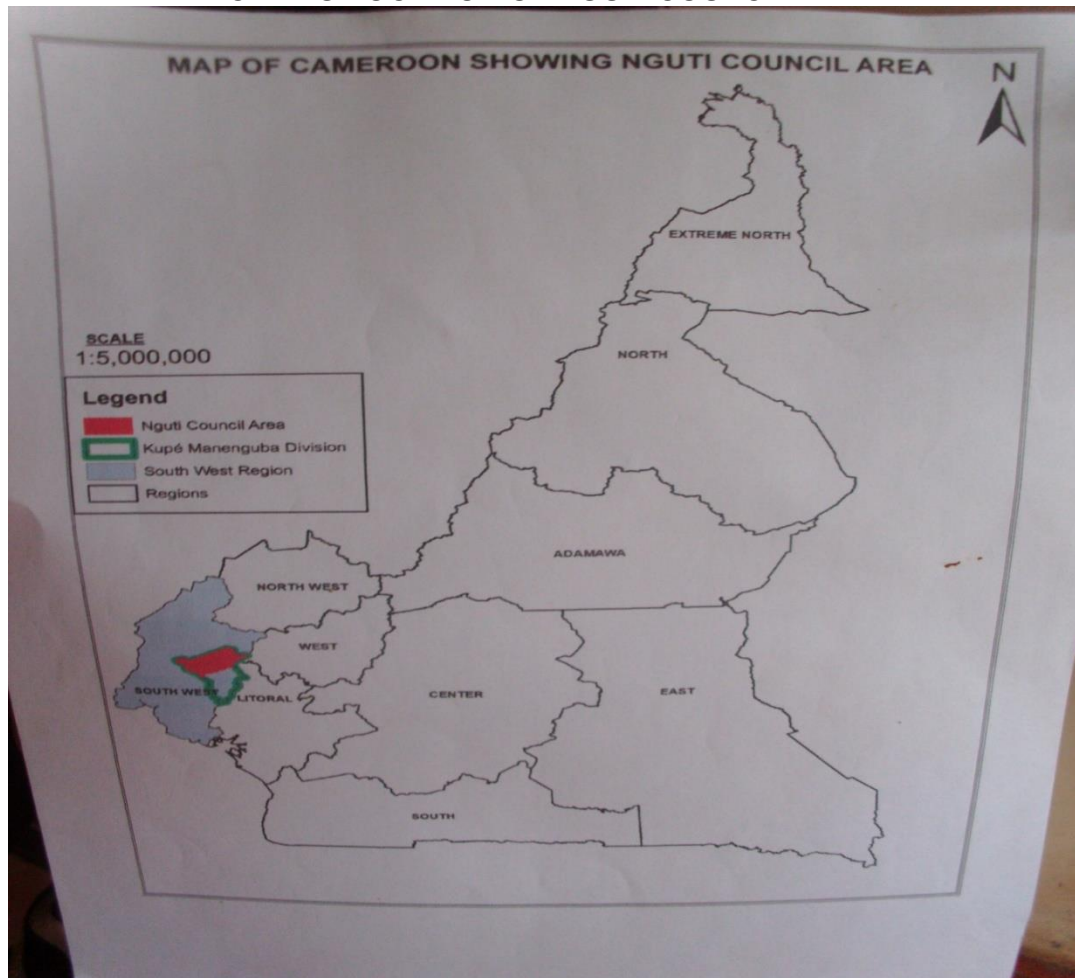 MAP OF CAMEROON SHOWING NGUTI COUNCIL AREA
N
EXTREME NORTH
SCALE
1:5,000,000
NORTH
Legend
Nguti Council Area
Kupé Manenguba Division
South West Region
Regions
ADAMAWA
NORTH WEST
WEST
SOUTH WEST
LITORAL
CENTER
EAST
SOUTH